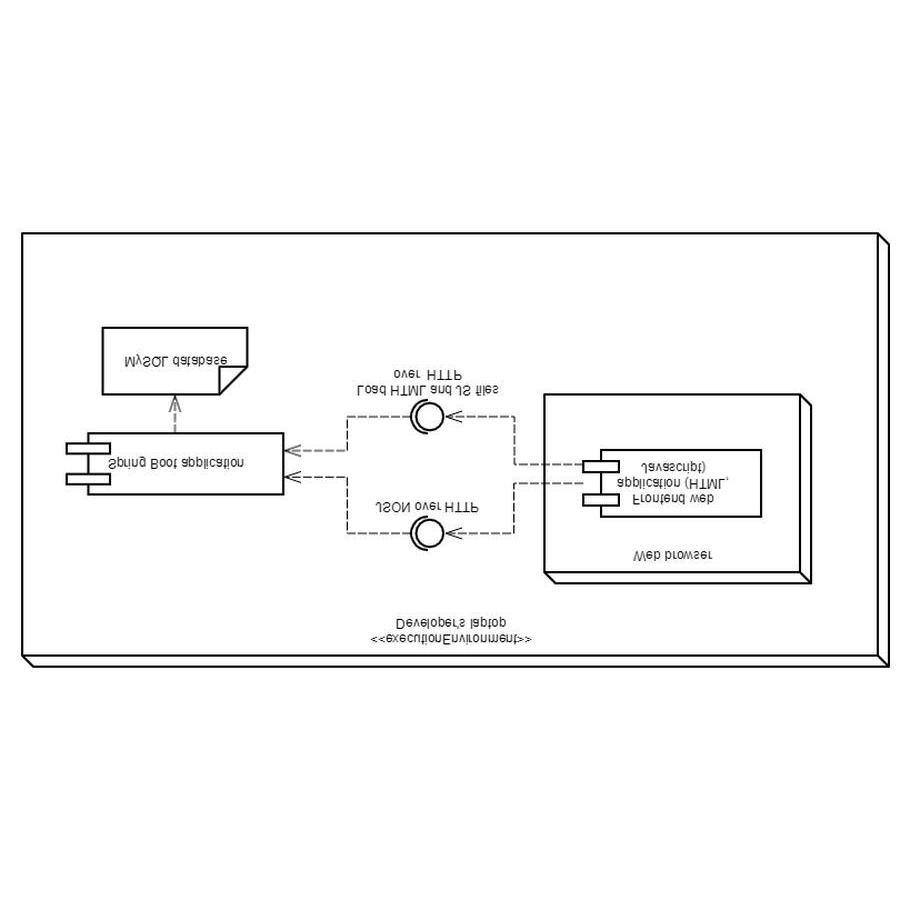 <<executionEnvironment>>
Developer's laptop
Web browser
Frontend web
application (HTML,
Javascript)
JSON over HTTP
Spring Boot application
Load HTML and JS files
over HTTP
MySQL database